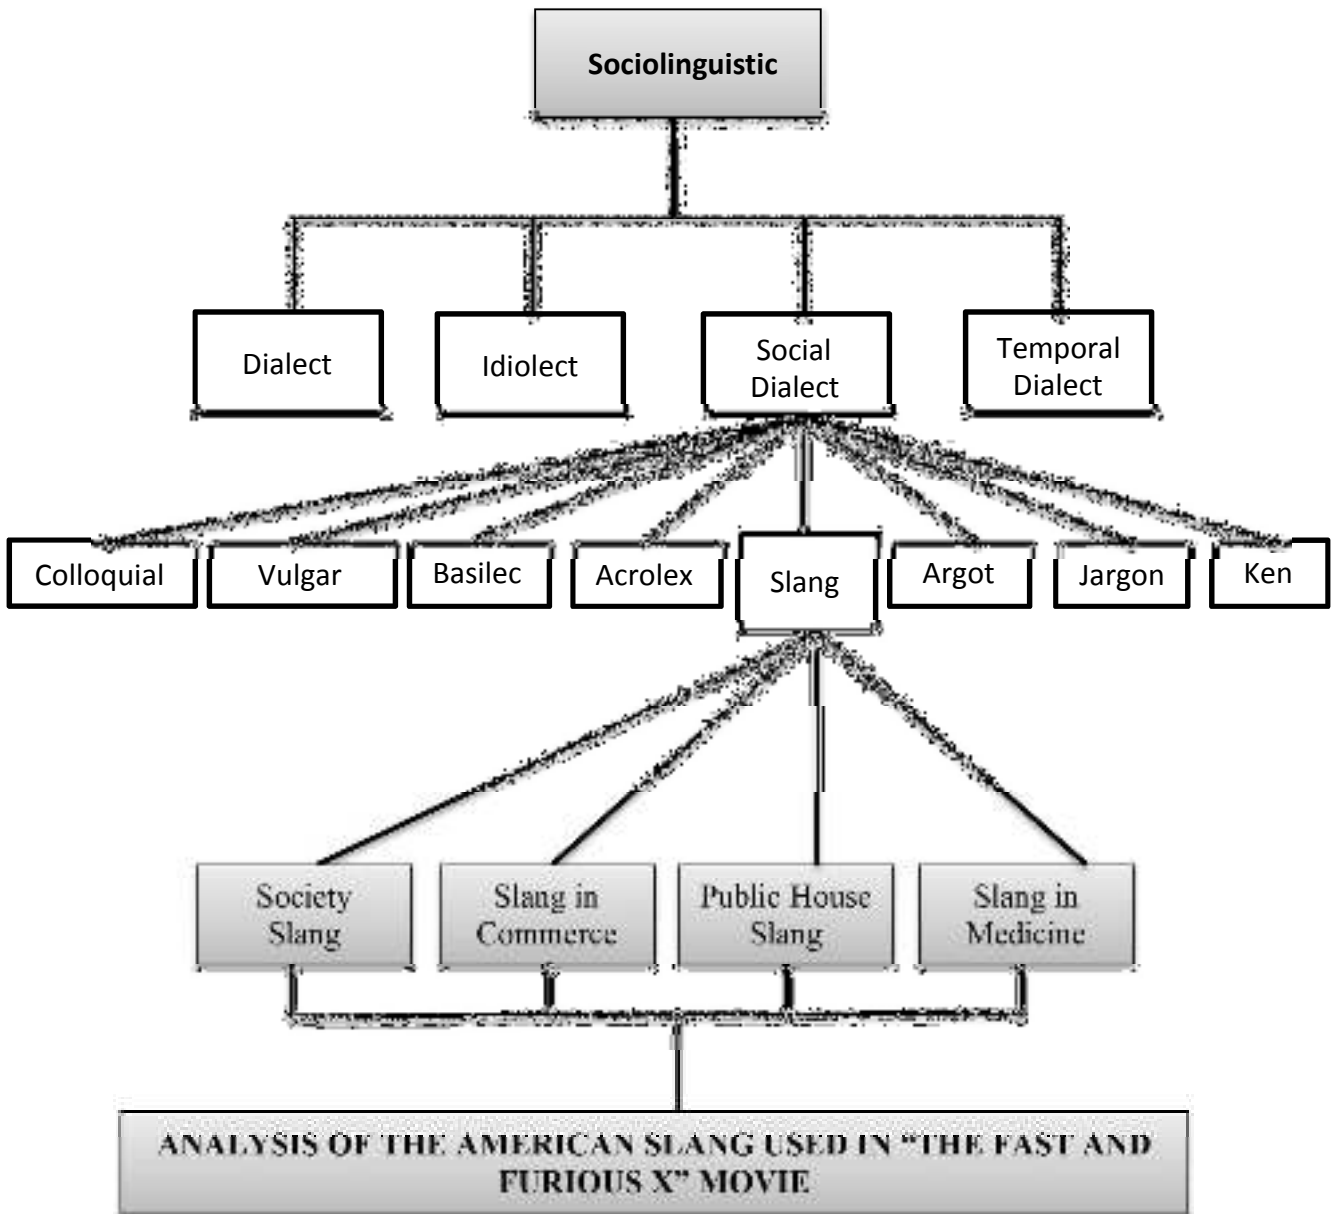 Sociolinguistic
Dialect
Idiolect
Social
Dialect
Temporal
Dialect
Colloquial
Vulgar
Basilec
Acrolex
Slang
Argot
Jargon
Ken
Society
Slang
Slang in
Commerce
Public House
Slang
Slang in
Medicine
ANALYSIS OF THE AMERICAN SLANG USED IN “THE FAST AND
FURIOUS X” MOVIE